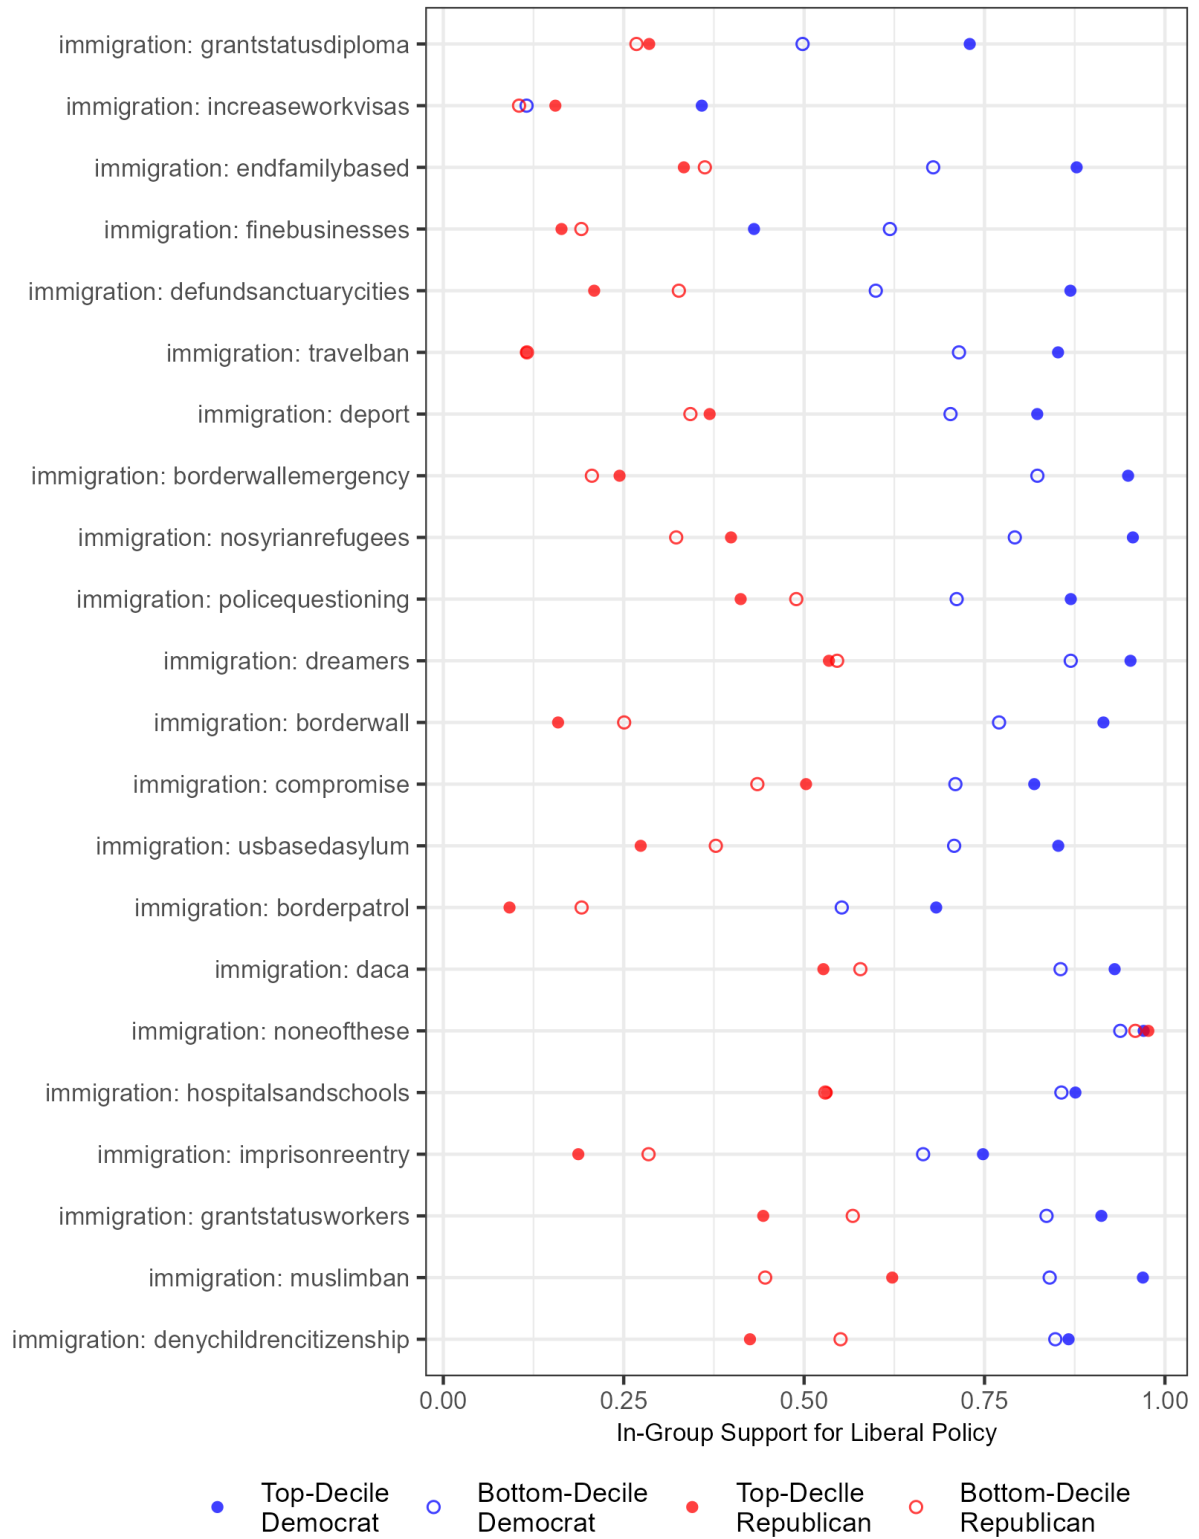 immigration: grantstatusdiploma
immigration: increaseworkvisas
immigration: endfamilybased
immigration: finebusinesses
immigration: defundsanctuarycities
immigration: travelban
immigration: deport
immigration: borderwallemergency
immigration: nosyrianrefugees
immigration: policequestioning
immigration: dreamers
immigration: borderwall
immigration: compromise
immigration: usbasedasylum
immigration: borderpatrol
immigration: daca
immigration: noneofthese
immigration: hospitalsandschools
immigration: imprisonreentry
immigration: grantstatusworkers
immigration: muslimban
immigration: denychildrencitizenship
0.00 0.25 0.50 0.75 1.00
In-Group Support for Liberal Policy
Top-Decile Bottom-Decile Top-Declle Bottom-Decile
Democrat Democrat Republican Republican